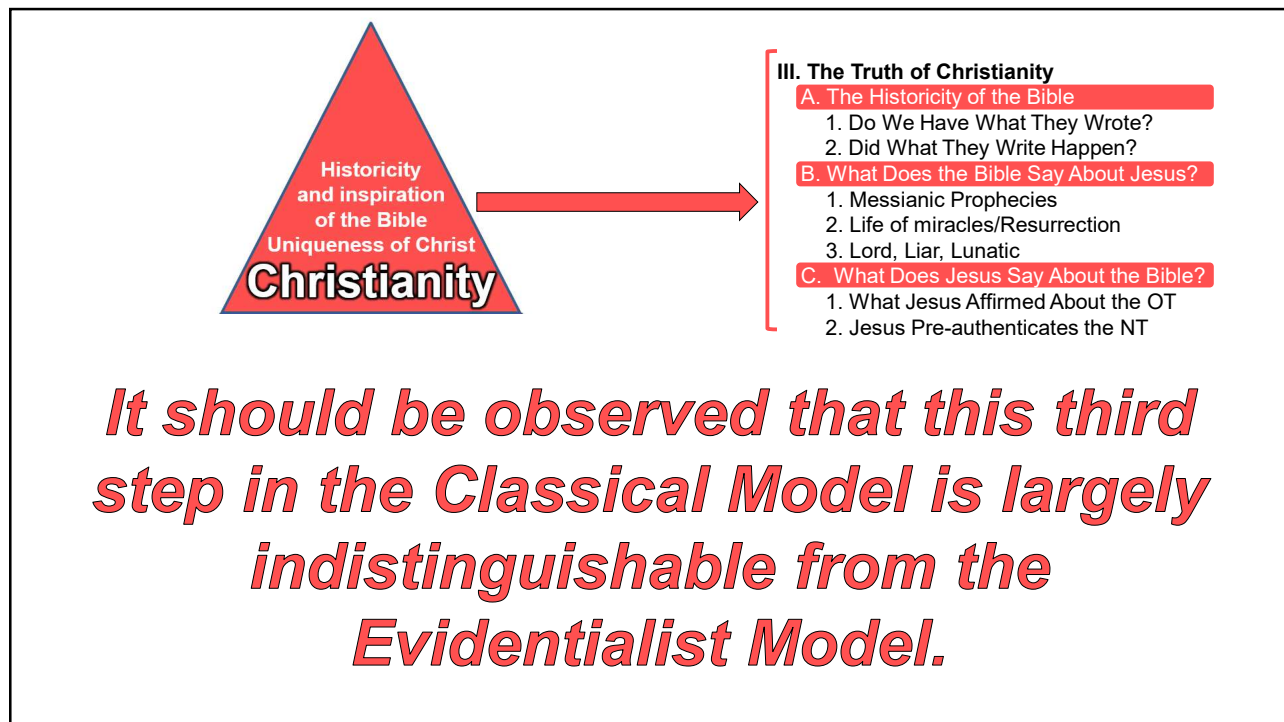 Historicity
and inspiration
of the Bible
Uniqueness of Christ
Christianity
III. The Truth of Christianity
A. The Historicity of the Bible
1. Do We Have What They Wrote?
2. Did What They Write Happen?
B. What Does the Bible Say About Jesus?
1. Messianic Prophecies
2. Life of miracles/Resurrection
3. Lord, Liar, Lunatic
C. What Does Jesus Say About the Bible?
1. What Jesus Affirmed About the OT
2. Jesus Pre-authenticates the NT
It should be observed that this third
step in the Classical Model is largely
indistinguishable from the
Evidentialist Model.